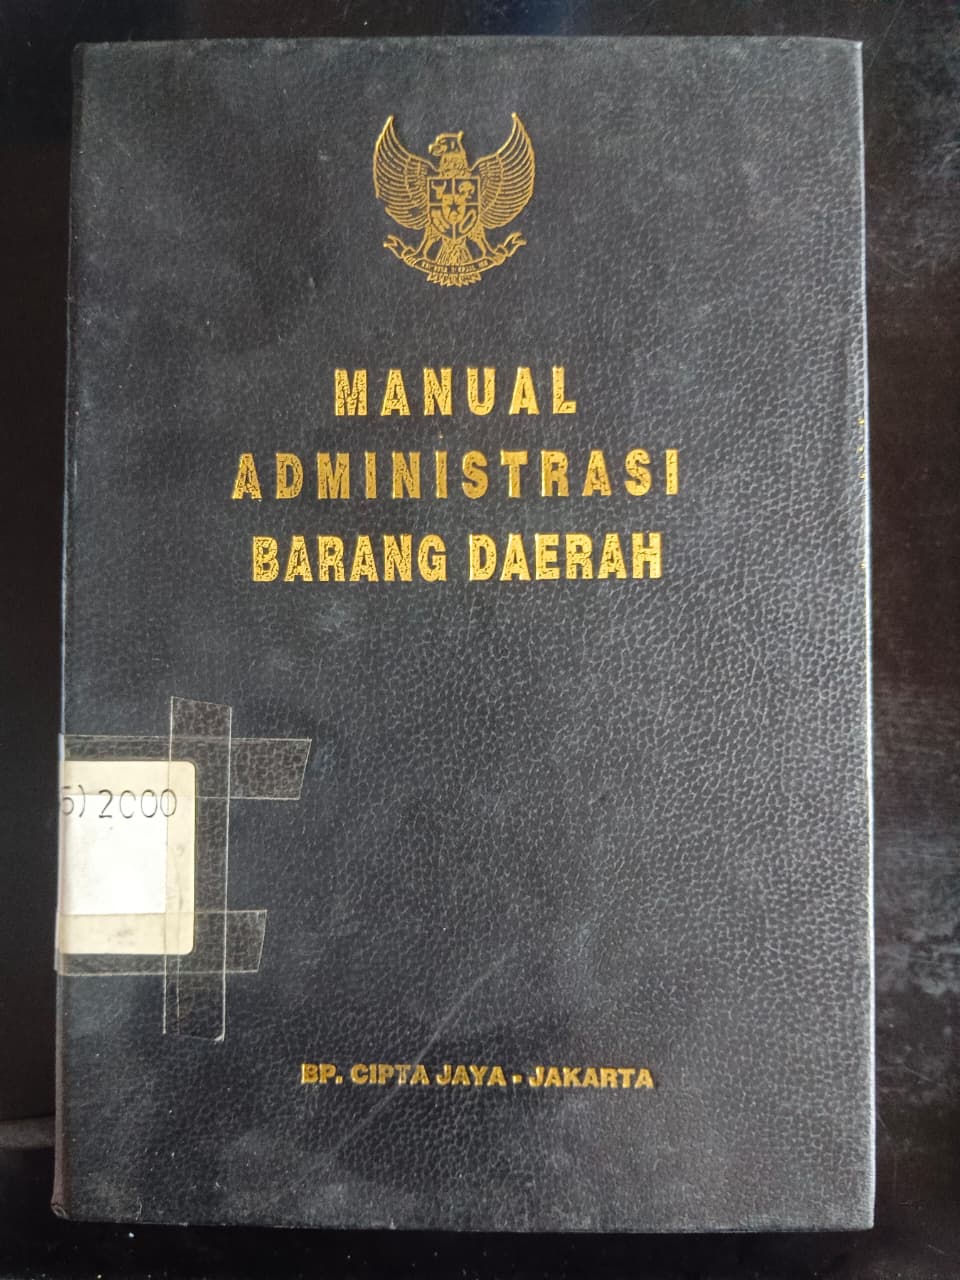 MANUAL
ADMINISTRASI
BARANG DAERAH
5) 2000
BP. CIPTA JAYA - JAKARTA